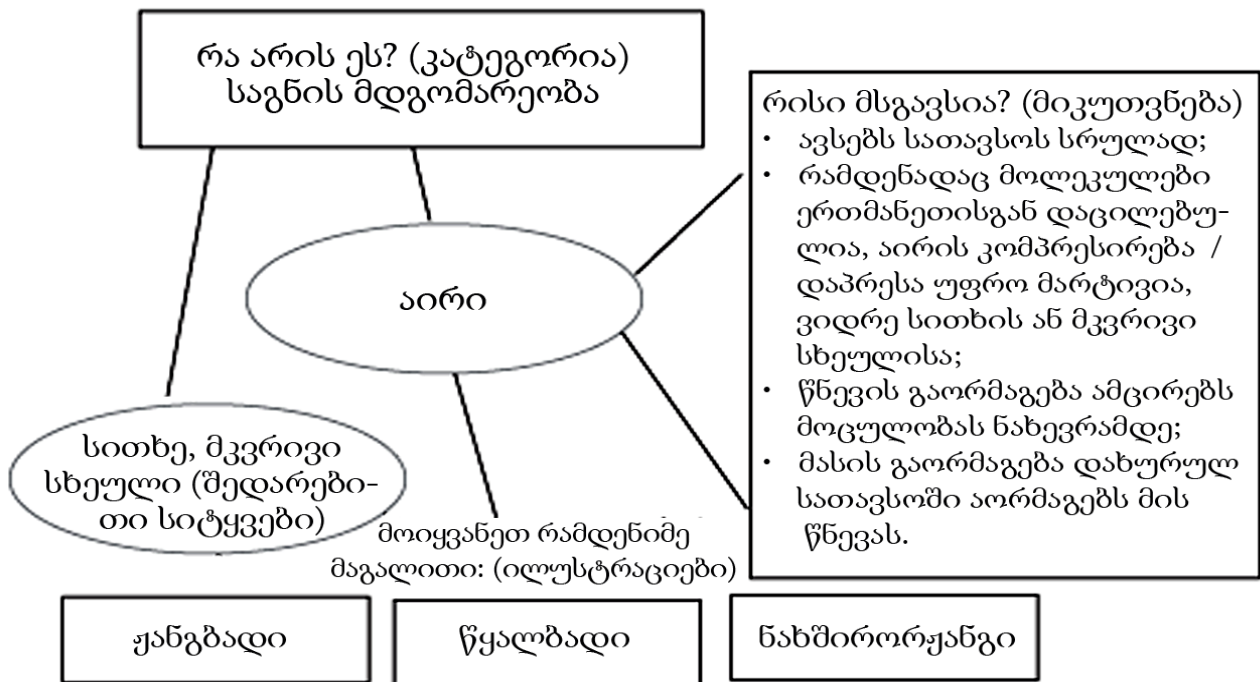 რა არის ეს? (კატეგორია)
საგნის მდგომარეობა
რისი მსგავსია? (მიკუთვნება)
• ავსებს სათავსოს სრულად;
• რამდენადაც მოლეკულები
ერთმანეთისგან დაცილებუ-
ლია, აირის კომპრესირება /
დაპრესა უფრო მარტივია,
ვიდრე სითხის ან მკვრივი
სხეულისა;
• წნევის გაორმაგება ამცირებს
მოცულობას ნახევრამდე;
• მასის გაორმაგება დახურულ
სათავსოში აორმაგებს მის
წნევას.
აირი
სითხე, მკვრივი
სხეული (შედარები-
თი სიტყვები)
მოიყვანეთ რამდენიმე
მაგალითი: (ილუსტრაციები)
ჟანგბადი
წყალბადი
ნახშირორჟანგი